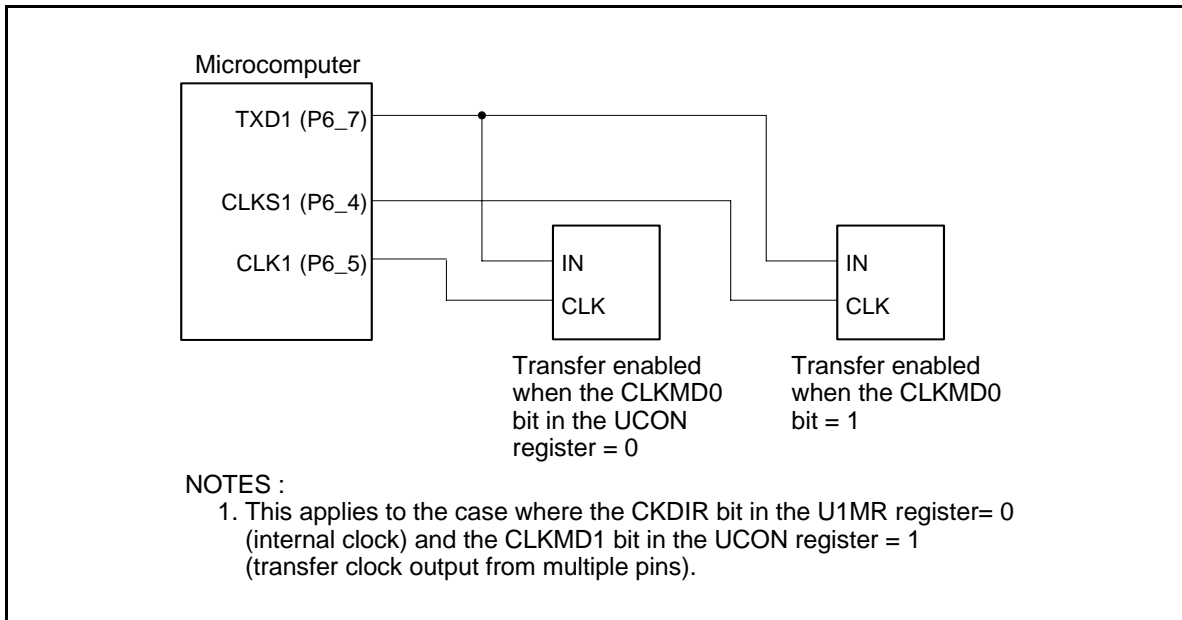 Microcomputer
TXD1 (P6_7)
CLKS1 (P6_4)
CLK1 (P6_5)
IN
CLK
IN
CLK
Transfer enabled
when the CLKMD0
bit in the UCON
register = 0
Transfer enabled
when the CLKMD0
bit = 1
NOTES :
1. This applies to the case where the CKDIR bit in the U1MR register= 0
(internal clock) and the CLKMD1 bit in the UCON register = 1
(transfer clock output from multiple pins).